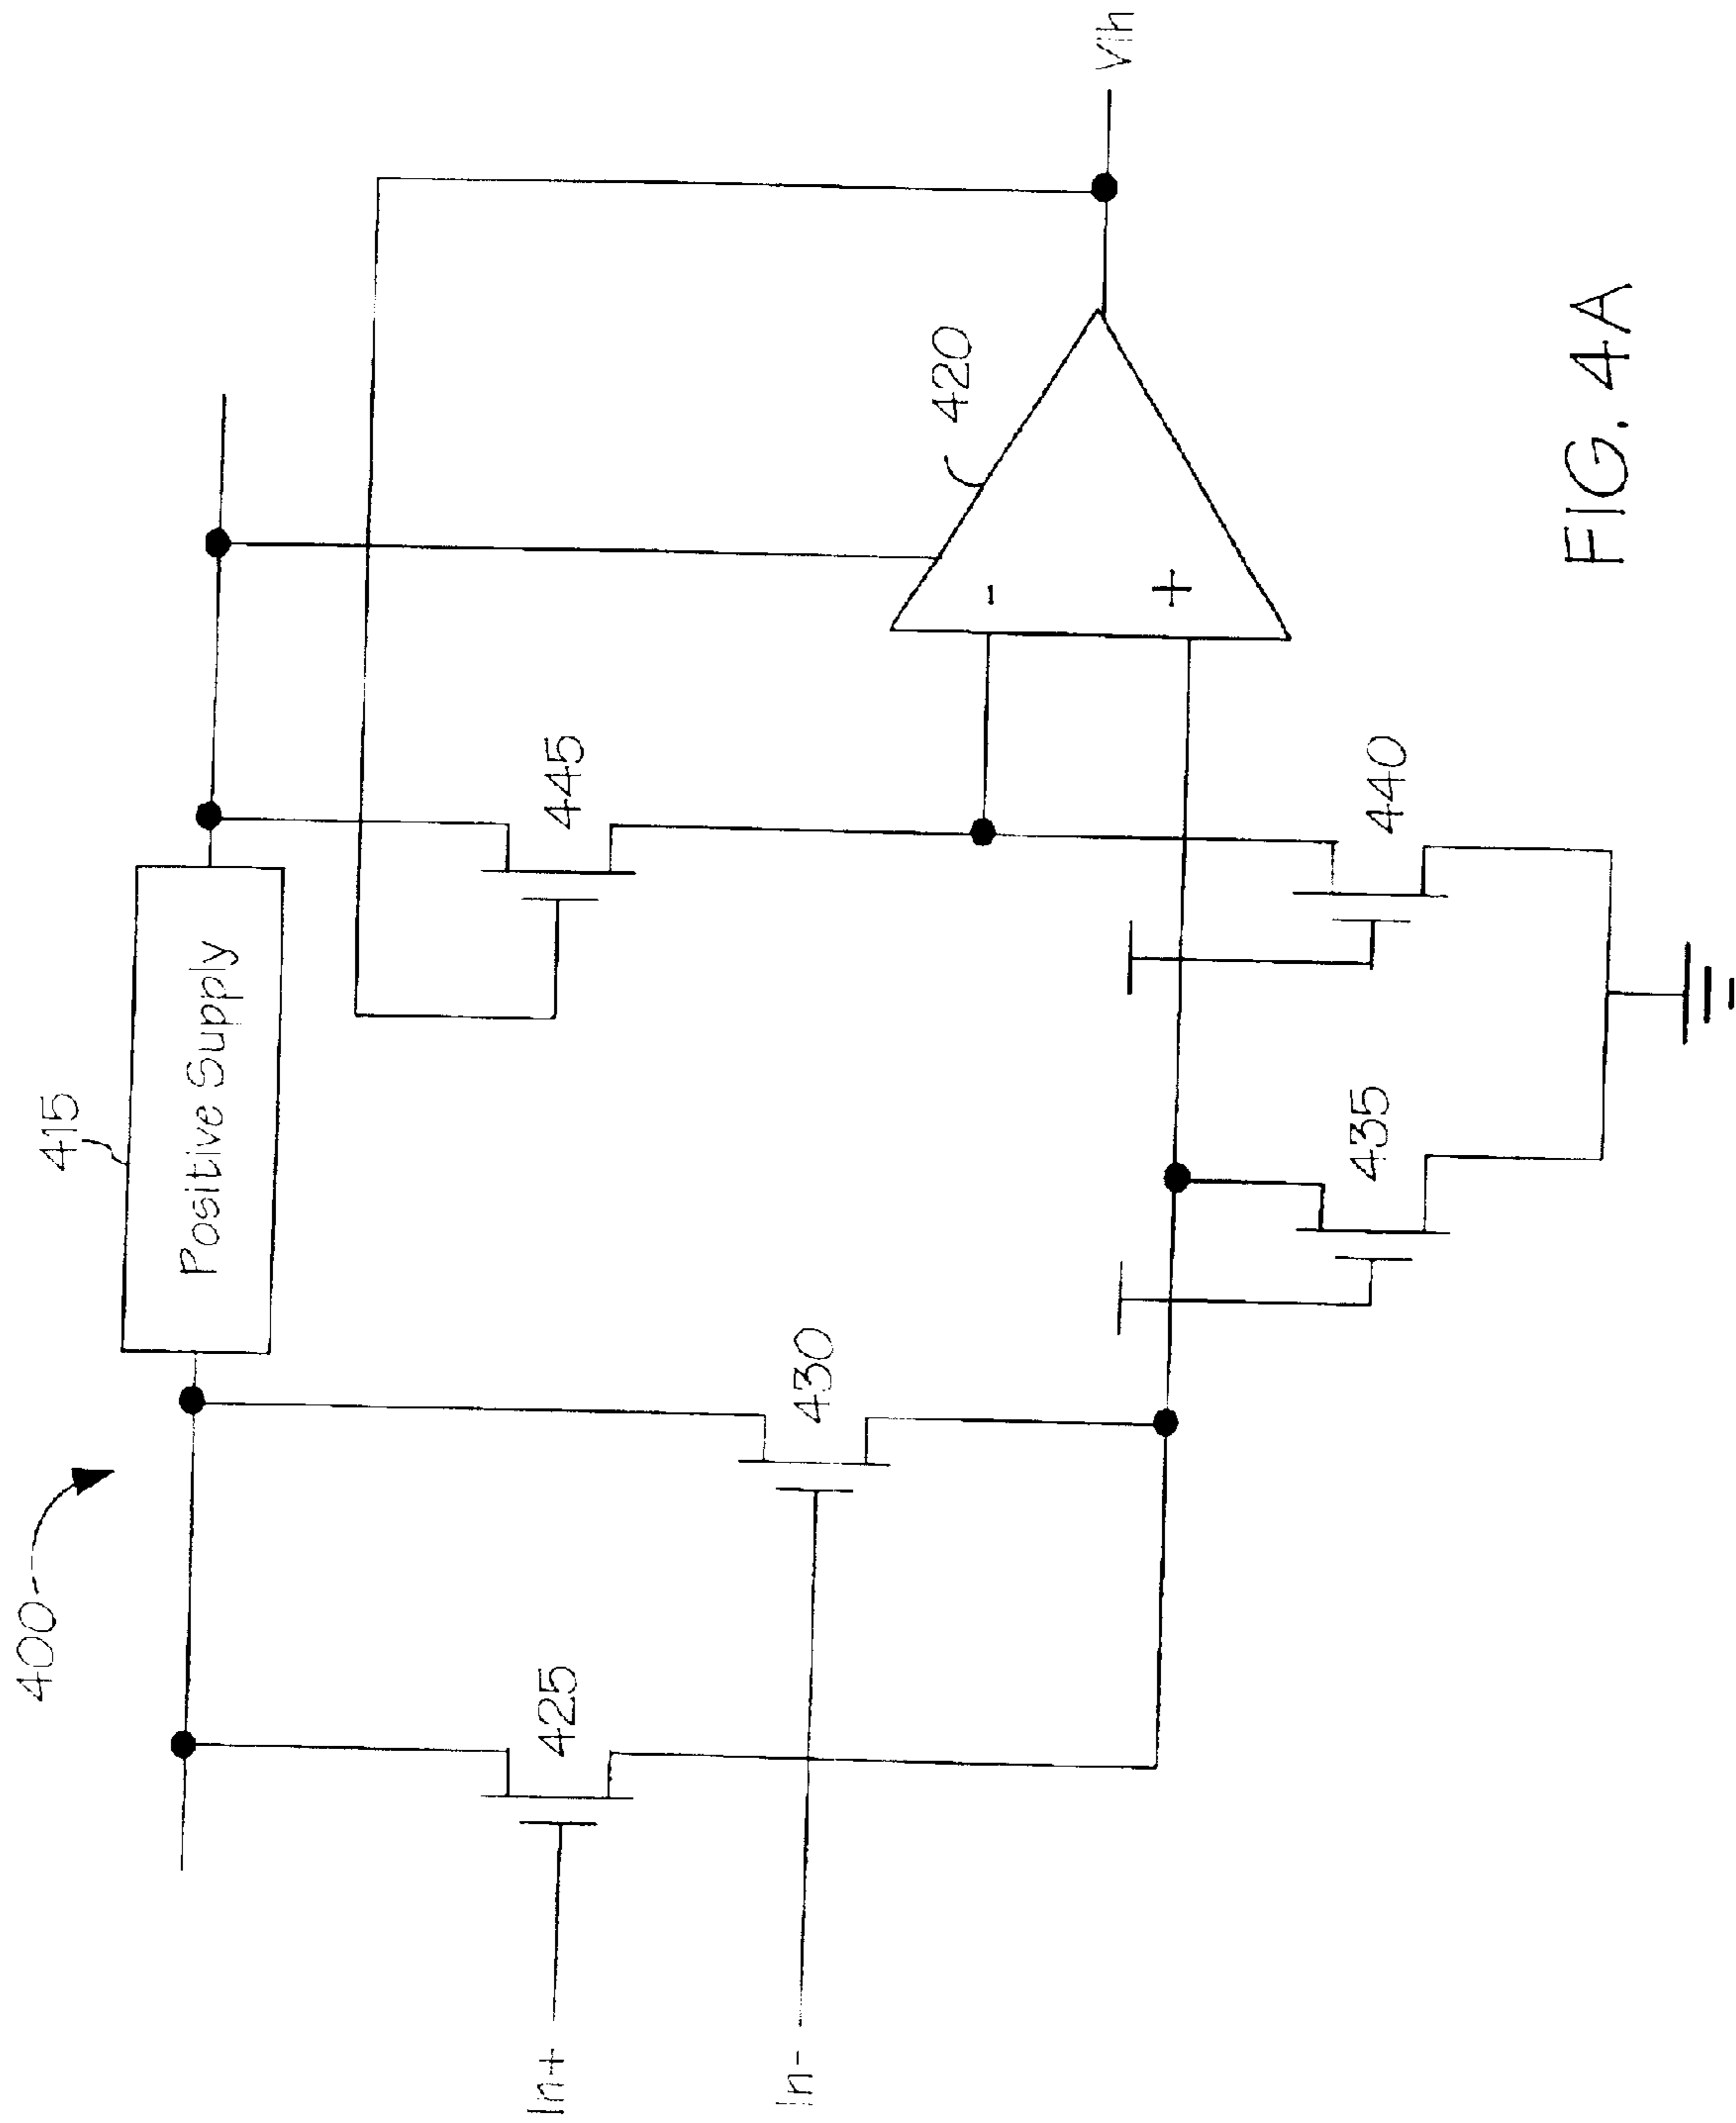 400
415
Positive Supply
In+
425
In-
430
445
420
-
+
Vih
435
440
FIG. 4A